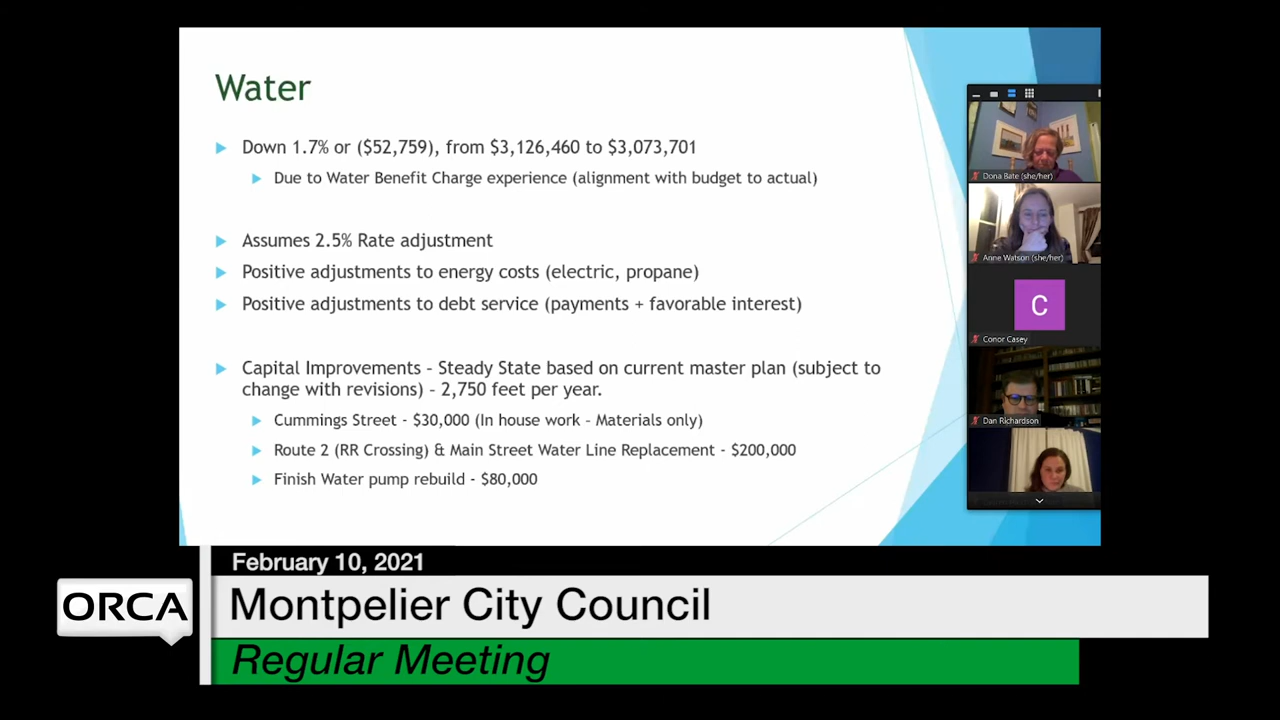 Water
Down 1.7% or ($52,759), from $3,126,460 to $3,073,701
Due to Water Benefit Charge experience (alignment with budget to actual)
Assumes 2.5% Rate adjustment
Positive adjustments to energy costs (electric, propane)
Positive adjustments to debt service (payments + favorable interest)
Capital Improvements – Steady State based on current master plan (subject to
change with revisions) – 2,750 feet per year.
Cummings Street - $30,000 (In house work – Materials only)
Route 2 (RR Crossing) & Main Street Water Line Replacement - $200,000
Finish Water pump rebuild - $80,000
Dona Bate (she/her)
Anne Watson (she/her)
C
Conor Casey
Dan Richardson
February 10, 2021
ORCA
Montpelier City Council
Regular Meeting